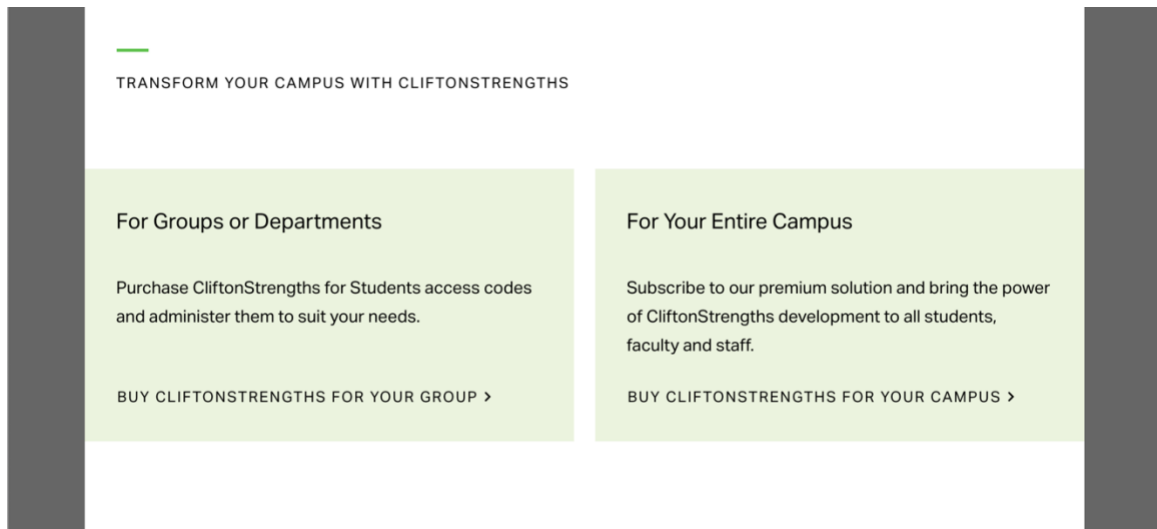 TRANSFORM YOUR CAMPUS WITH CLIFTONSTRENGTHS
For Groups or Departments
Purchase CliftonStrengths for Students access codes
and administer them to suit your needs.
BUY CLIFTONSTRENGTHS FOR YOUR GROUP >
For Your Entire Campus
Subscribe to our premium solution and bring the power
of CliftonStrengths development to all students,
faculty and staff.
BUY CLIFTONSTRENGTHS FOR YOUR CAMPUS >